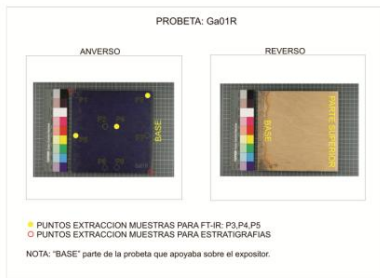 PROBETA: Ga01R
ANVERSO
REVERSO
BASE
BASE
PARTE SUPERIOR
PUNTOS EXTRACCION MUESTRAS PARA FT-IR: P3,P4,P5
PUNTOS EXTRACCION MUESTRAS PARA ESTRATIGRAFIAS
NOTA: "BASE" parte de la probeta que apoyaba sobre el expositor.